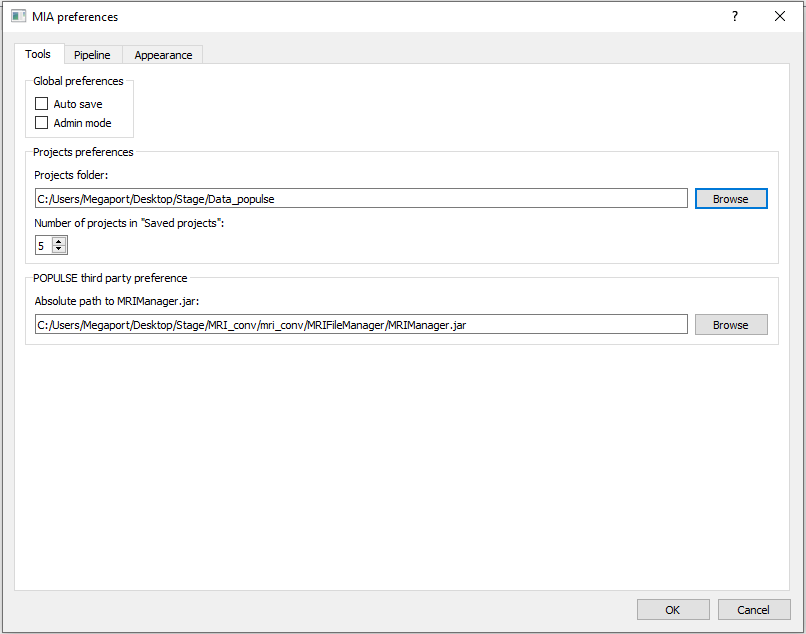 MIA preferences
?
Tools Pipeline Appearance
Global preferences
Auto save
Admin mode
Projects preferences
Projects folder:
C:/Users/Megaport/Desktop/Stage/Data_populse Browse
Number of projects in "Saved projects":
5
POPULSE third party preference
Absolute path to MRIManager.jar:
C:/Users/Megaport/Desktop/Stage/MRI_conv/mri_conv/MRIFileManager/MRIManager.jar Browse
OK Cancel